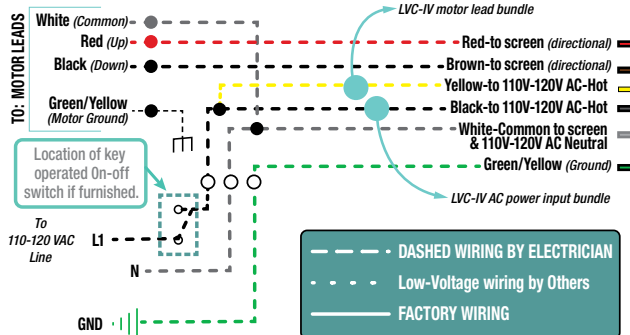 LVC-IV motor lead bundle
TO: MOTOR LEADS
White (Common)
Red (Up)
Black (Down)
Green/Yellow
(Motor Ground)
Red-to screen (directional)
Brown-to screen (directional)
Yellow-to 110V-120V AC-Hot
Black-to 110V-120V AC-Hot
White-Common to screen
& 110V-120V AC Neutral
Green/Yellow (Ground)
LVC-IV AC power input bundle
Location of key
operated On-off
switch if furnished.
To
110-120 VAC
Line
L1
N
GND
DASHED WIRING BY ELECTRICIAN
Low-Voltage wiring by Others
FACTORY WIRING